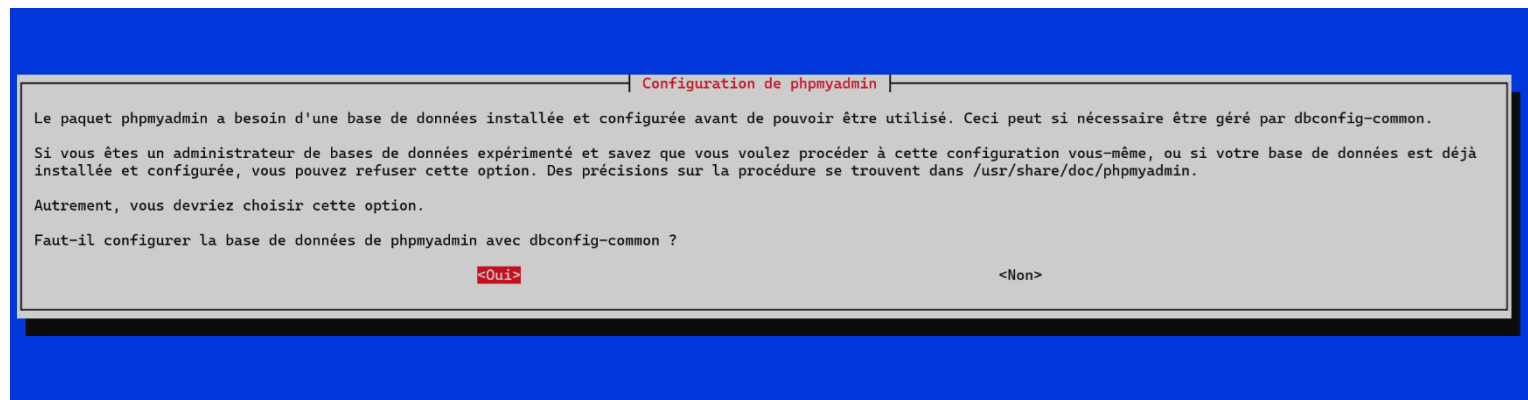 Configuration de phpmyadmin
Le paquet phpmyadmin a besoin d'une base de données installée et configurée avant de pouvoir être utilisé. Ceci peut si nécessaire être géré par dbconfig-common.
Si vous êtes un administrateur de bases de données expérimenté et savez que vous voulez procéder à cette configuration vous-même, ou si votre base de données est déjà
installée et configurée, vous pouvez refuser cette option. Des précisions sur la procédure se trouvent dans /usr/share/doc/phpmyadmin.
Autrement, vous devriez choisir cette option.
Faut-il configurer la base de données de phpmyadmin avec dbconfig-common ?
<Oui> <Non>